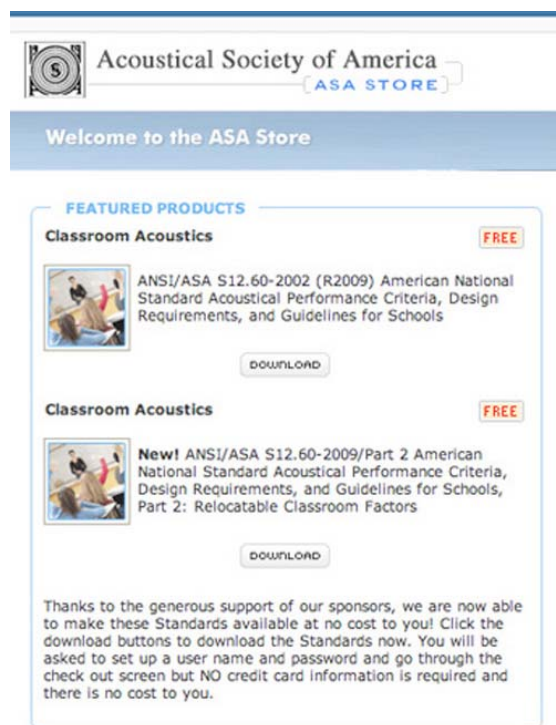 S
Acoustical Society of America
ASA STORE
Welcome to the ASA Store
FEATURED PRODUCTS
Classroom Acoustics
FREE
ANSI/ASA S12.60-2002 (R2009) American National
Standard Acoustical Performance Criteria, Design
Requirements, and Guidelines for Schools
DOWNLOAD
Classroom Acoustics
FREE
New! ANSI/ASA S12.60-2009/Part 2 American
National Standard Acoustical Performance Criteria,
Design Requirements, and Guidelines for Schools,
Part 2: Relocatable Classroom Factors
DOWNLOAD
Thanks to the generous support of our sponsors, we are now able
to make these Standards available at no cost to you! Click the
download buttons to download the Standards now. You will be
asked to set up a user name and password and go through the
check out screen but NO credit card information is required and
there is no cost to you.